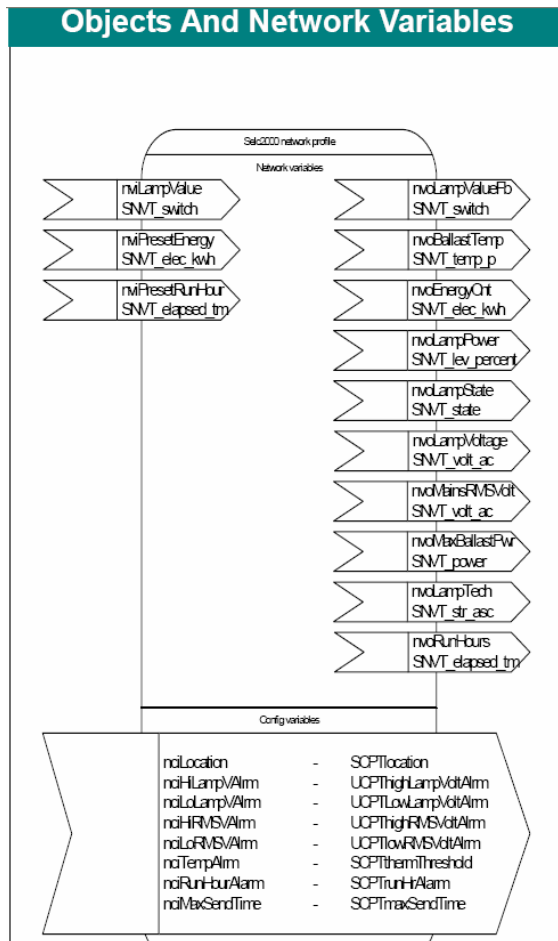 Objects And Network Variables
Selc2000 network profile
Network variables
nviLampValue
SNVT_switch
nviPresetEnergy
SNVT_elec_kwh
nviPresetRunHour
SNVT_elapsed_tm
nvoLampValueFb
SNVT_switch
nvoBallastTemp
SNVT_temp_p
nvoEnergyCnt
SNVT_elec_kwh
nvoLampPower
SNVT_lev_percent
nvoLampState
SNVT_state
nvoLampVoltage
SNVT_volt_ac
nvoMainsRMSVolt
SNVT_volt_ac
nvoMaxBallastPwr
SNVT_power
nvoLampTech
SNVT_str_asc
nvoRunHours
SNVT_elapsed_tm
Config variables
nciLocation - SCPTlocation
nciHiLampVAlrm - UCPThighLampVoltAlrm
nciLoLampVAlrm - UCPTLowLampVoltAlrm
nciHiRMSVAlrm - UCPThighRMSVoltAlrm
nciLoRMSVAlrm - UCPTlowRMSVoltAlrm
nciTempAlrm - SCPTthermThreshold
nciRunHourAlarm - SCPTrunHrAlarm
nciMaxSendTime - SCPTmaxSendTime